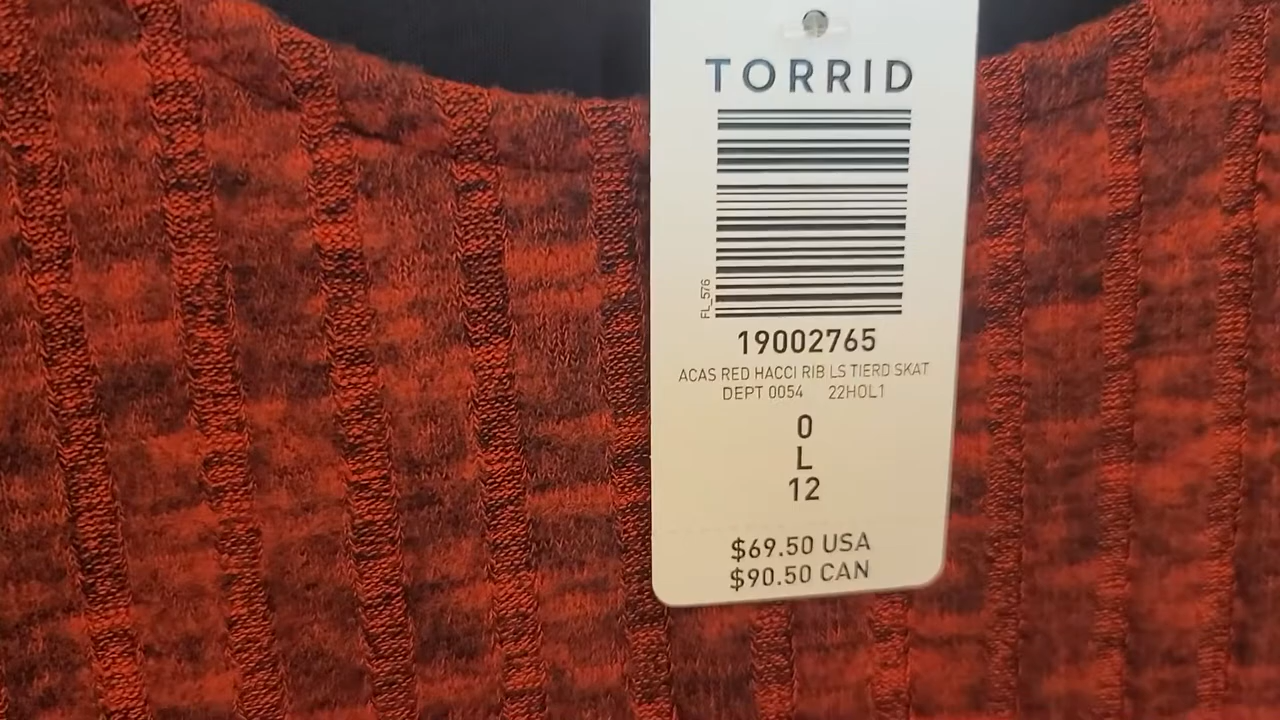 TORRID
FL_576
19002765
ACAS RED HACCI RIB LS TIERD SKAT
DEPT 0054 22HOL1
0
L
12
$69.50 USA
$90.50 CAN